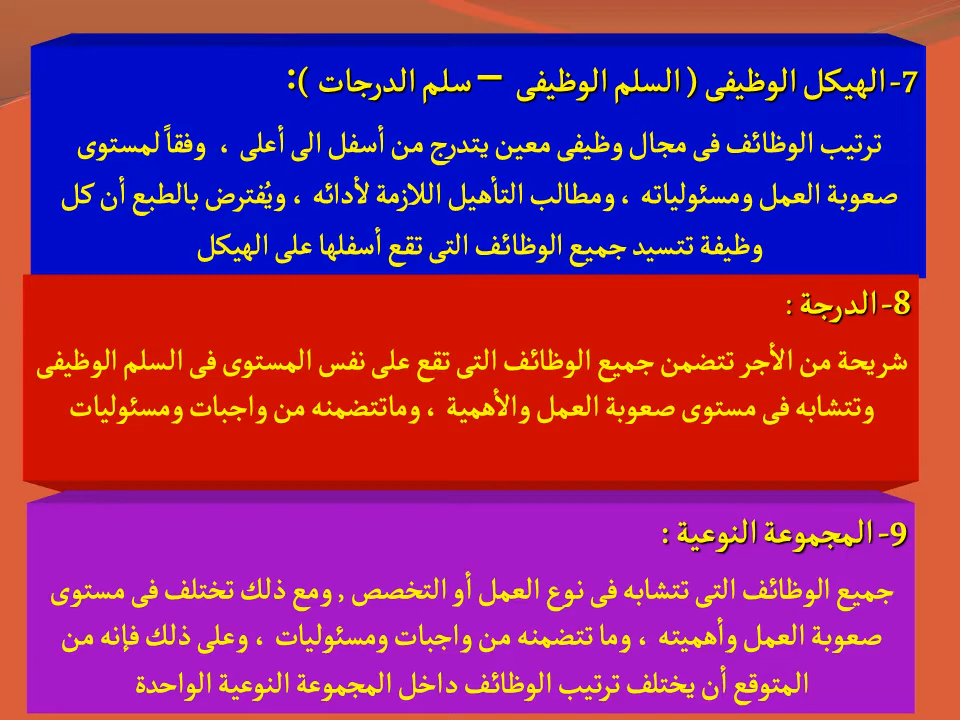 7- الهيكل الوظيفى ( السلم الوظيفى – سلم الدرجات ):
ترتيب الوظائف فى مجال وظيفى معين يتدرج من أسفل الى أعلى ، وفقاً لمستوى
صعوبة العمل ومسئولياته ، ومطالب التأهيل اللازمة لأدائه ، ويُفترض بالطبع أن كل
وظيفة تتسيد جميع الوظائف التى تقع أسفلها على الهيكل
8- الدرجة :
شريحة من الأجر تتضمن جميع الوظائف التى تقع على نفس المستوى فى السلم الوظيفى
وتتشابه فى مستوى صعوبة العمل والأهمية ، وماتتضمنه من واجبات ومسئوليات
9- المجموعة النوعية :
جميع الوظائف التى تتشابه فى نوع العمل أو التخصص , ومع ذلك تختلف فى مستوى
صعوبة العمل وأهميته ، وما تتضمنه من واجبات ومسئوليات ، وعلى ذلك فإنه من
المتوقع أن يختلف ترتيب الوظائف داخل المجموعة النوعية الواحدة